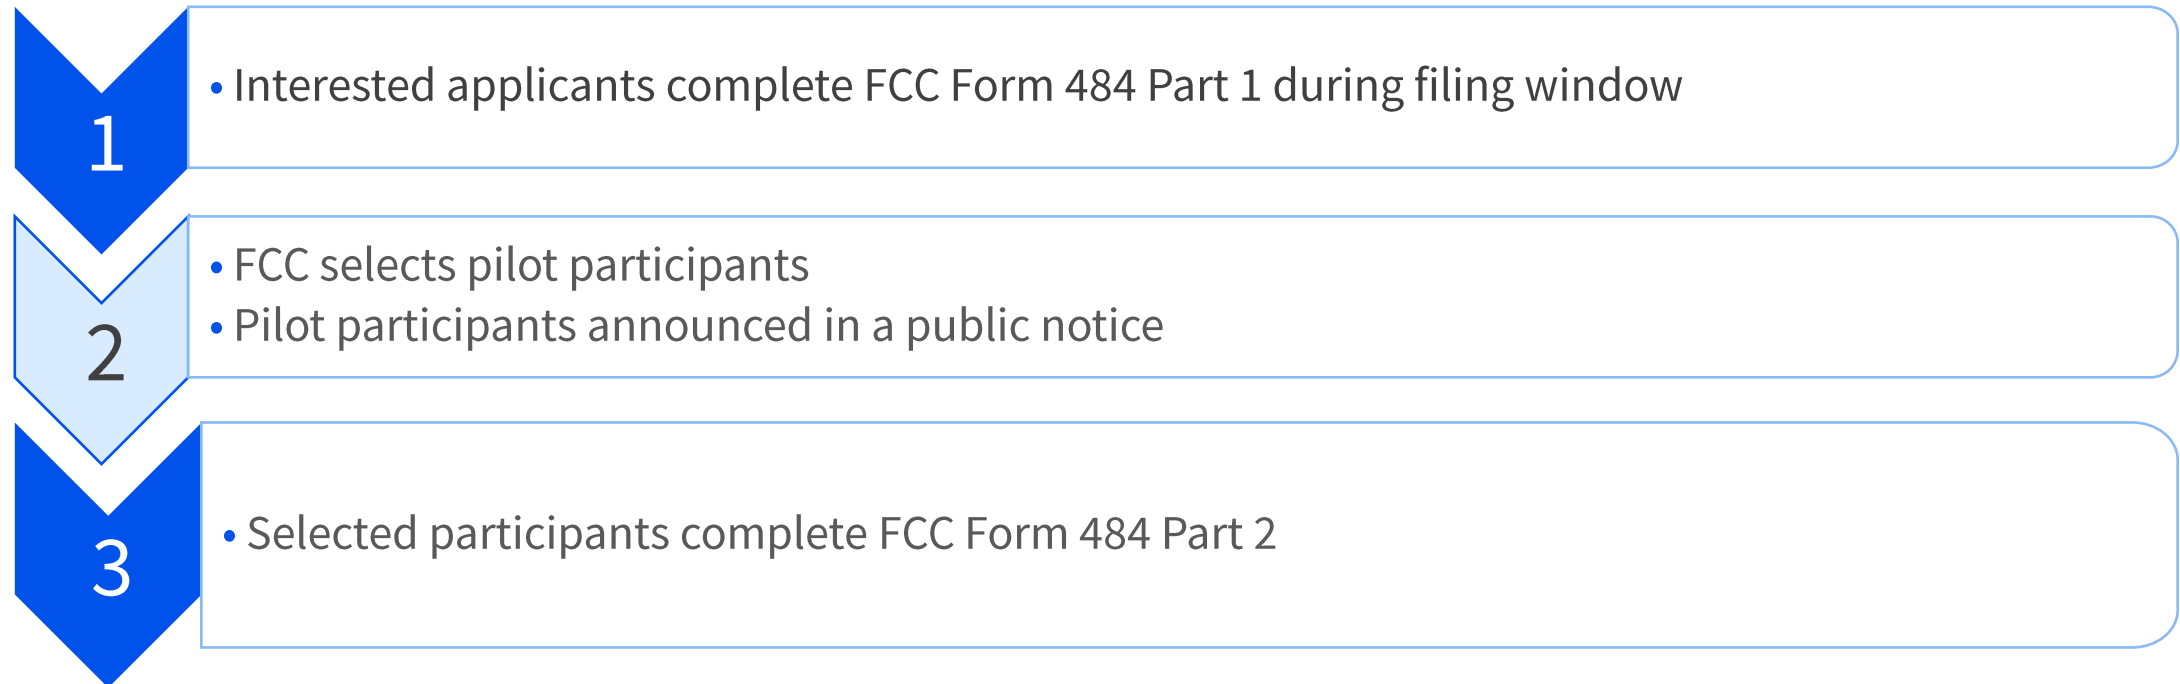 1
• Interested applicants complete FCC Form 484 Part 1 during filing window
2
• FCC selects pilot participants
• Pilot participants announced in a public notice
3
• Selected participants complete FCC Form 484 Part 2